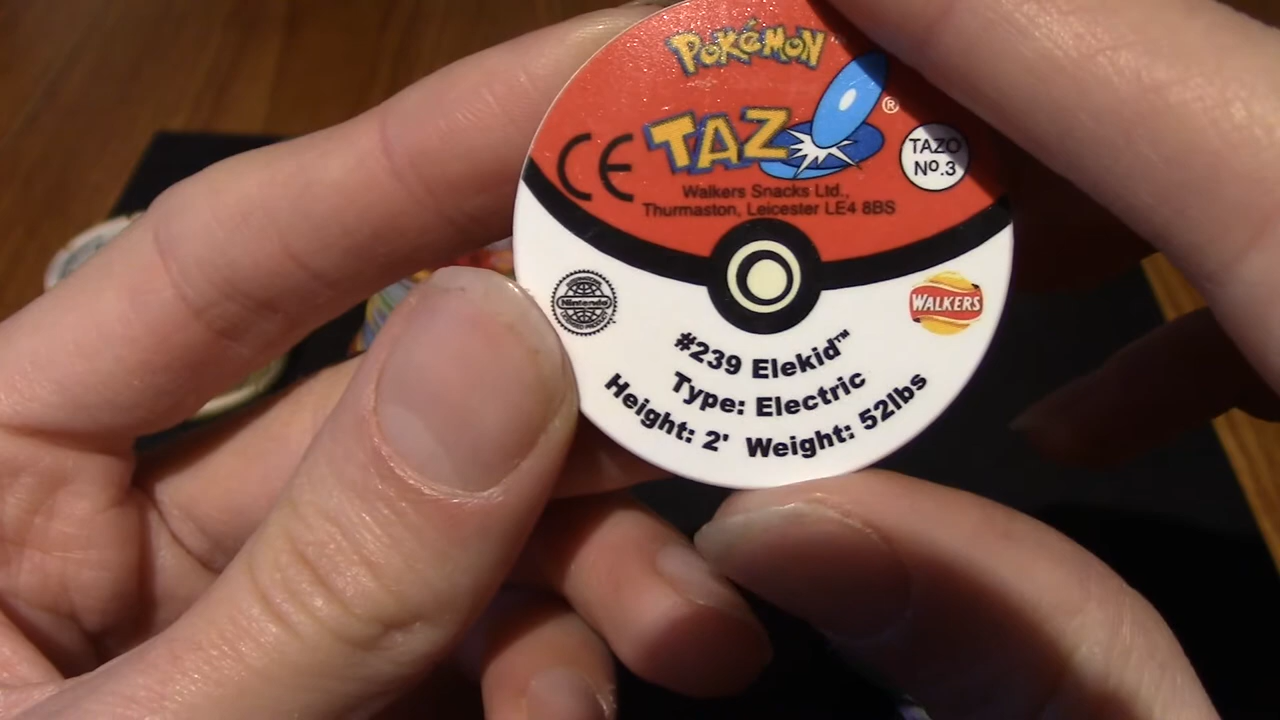 POKéMON
TAZO ®
CE
TAZO
Nº.3
Walkers Snacks Ltd.,
Thurmaston, Leicester LE4 8BS
Nintendo
WALKERS
#239 Elekid™
Type: Electric
Height: 2' Weight: 52lbs